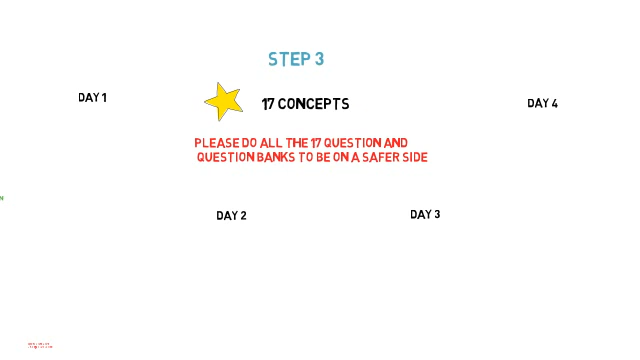 STEP 3
DAY 1
17 CONCEPTS
DAY 4
PLEASE DO ALL THE 17 QUESTION AND
QUESTION BANKS TO BE ON A SAFER SIDE
DAY 2
DAY 3